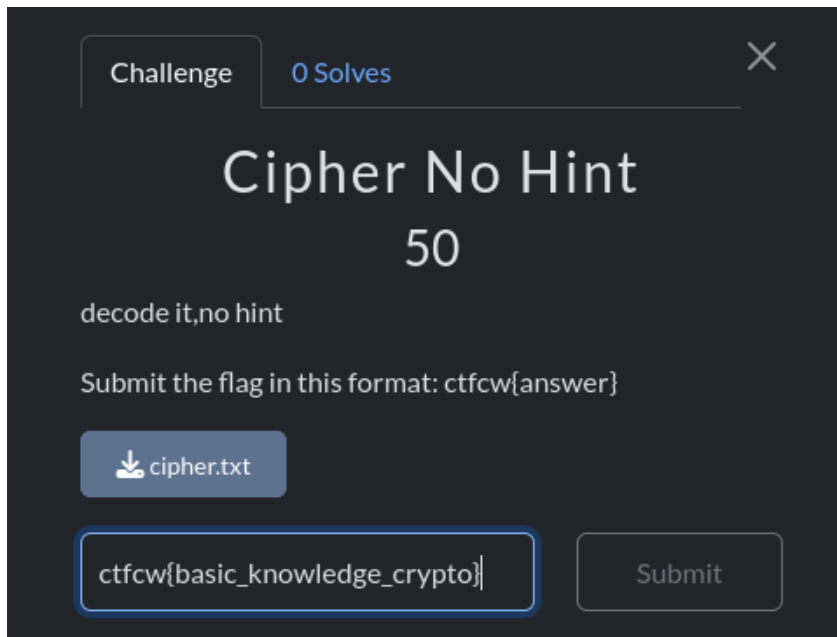 Challenge 0 Solves
Cipher No Hint
50
decode it,no hint
Submit the flag in this format: ctfcw{answer}
cipher.txt
ctfcw{basic_knowledge_crypto} Submit